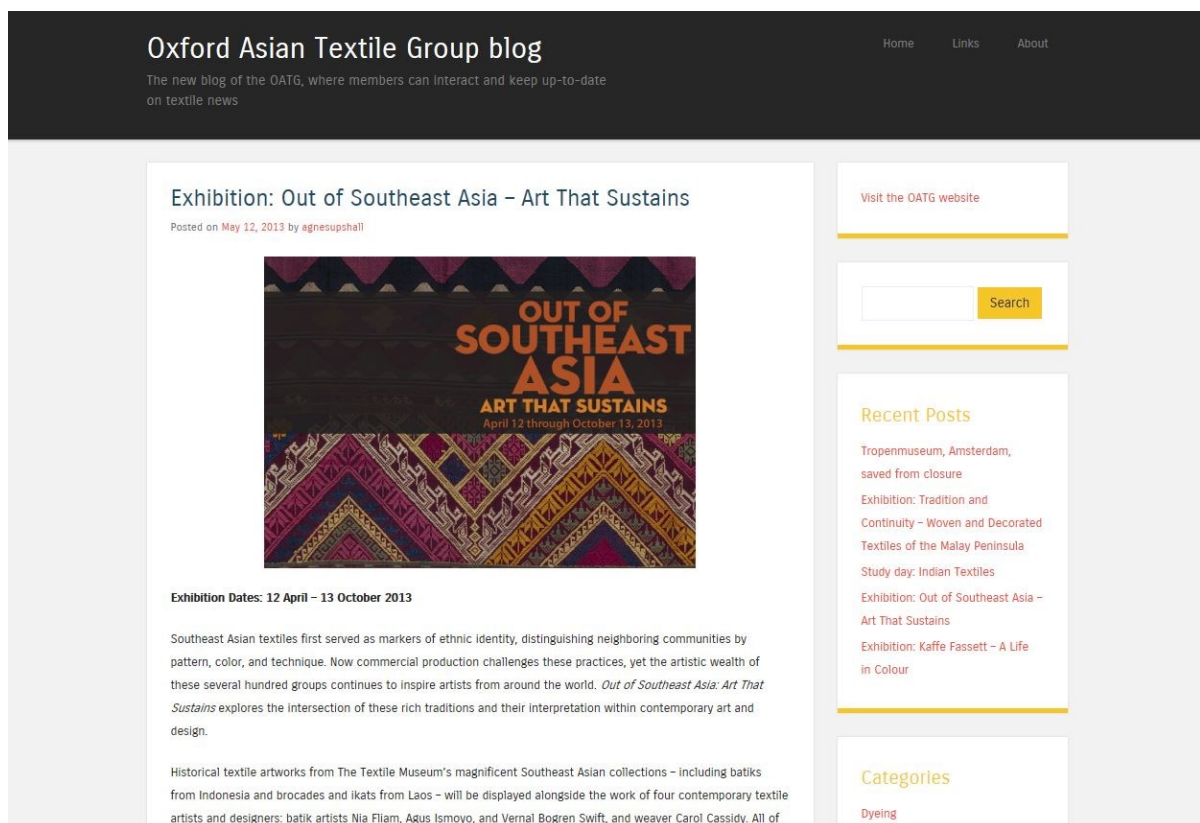 Oxford Asian Textile Group blog
The new blog of the OATG, where members can interact and keep up-to-date
on textile news
Home
Links
About
Exhibition: Out of Southeast Asia – Art That Sustains
Posted on May 12, 2013 by agnesupshall
OUT OF
SOUTHEAST
ASIA
ART THAT SUSTAINS
April 12 through October 13, 2013
Exhibition Dates: 12 April – 13 October 2013
Southeast Asian textiles first served as markers of ethnic identity, distinguishing neighboring communities by
pattern, color, and technique. Now commercial production challenges these practices, yet the artistic wealth of
these several hundred groups continues to inspire artists from around the world. Out of Southeast Asia: Art That
Sustains explores the intersection of these rich traditions and their interpretation within contemporary art and
design.
Historical textile artworks from The Textile Museum's magnificent Southeast Asian collections – including batiks
from Indonesia and brocades and ikats from Laos – will be displayed alongside the work of four contemporary textile
artists and designers: batik artists Nia Fliam, Agus Ismoyo, and Vernal Bogren Swift, and weaver Carol Cassidy. All of
Visit the OATG website
Search
Recent Posts
Tropenmuseum, Amsterdam,
saved from closure
Exhibition: Tradition and
Continuity – Woven and Decorated
Textiles of the Malay Peninsula
Study day: Indian Textiles
Exhibition: Out of Southeast Asia –
Art That Sustains
Exhibition: Kaffe Fassett – A Life
in Colour
Categories
Dyeing